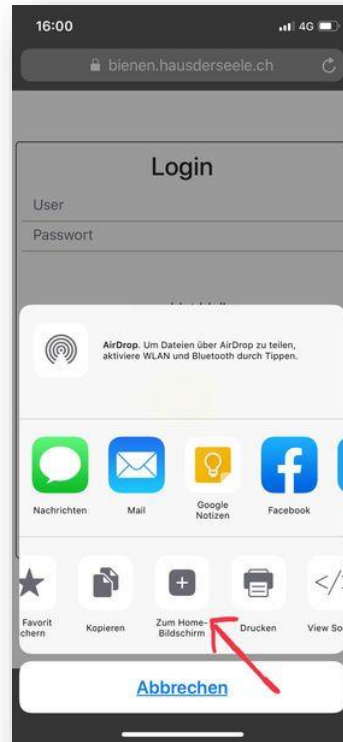 16:00
4G
bienen.hausderseele.ch
Login
User
Passwort
AirDrop. Um Dateien über AirDrop zu teilen,
aktiviere WLAN und Bluetooth durch Tippen.
Nachrichten
Mail
Google
Notizen
Facebook
Favorit
chern
Kopieren
Zum Home-
Bildschirm
Drucken
View So
Abbrechen